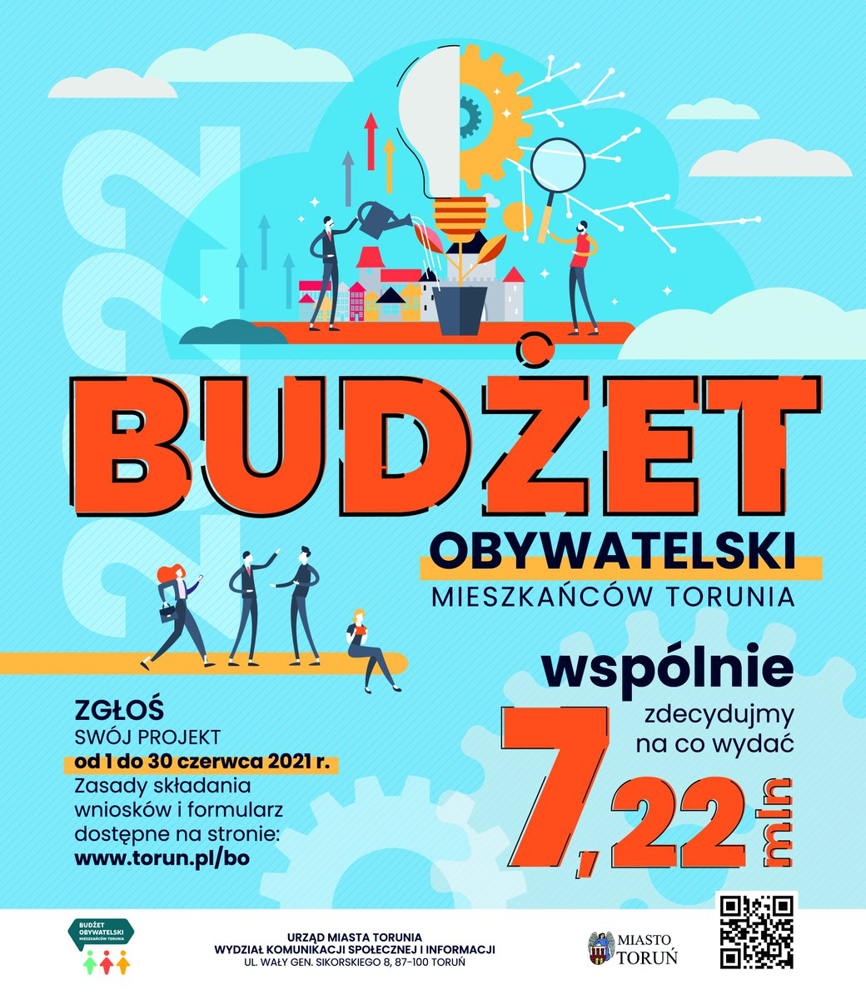 2022
BUDŻET
OBYWATELSKI
MIESZKAŃCÓW TORUNIA
wspólnie
zdecydujmy
na co wydać
7,22 mln
ZGŁOŚ
SWÓJ PROJEKT
od 1 do 30 czerwca 2021 r.
Zasady składania
wniosków i formularz
dostępne na stronie:
www.torun.pl/bo
BUDŻET
OBYWATELSKI
MIESZKAŃCÓW TORUNIA
URZĄD MIASTA TORUNIA
WYDZIAŁ KOMUNIKACJI SPOŁECZNEJ I INFORMACJI
UL. WAŁY GEN. SIKORSKIEGO 8, 87-100 TORUŃ
MIASTO
TORUŃ